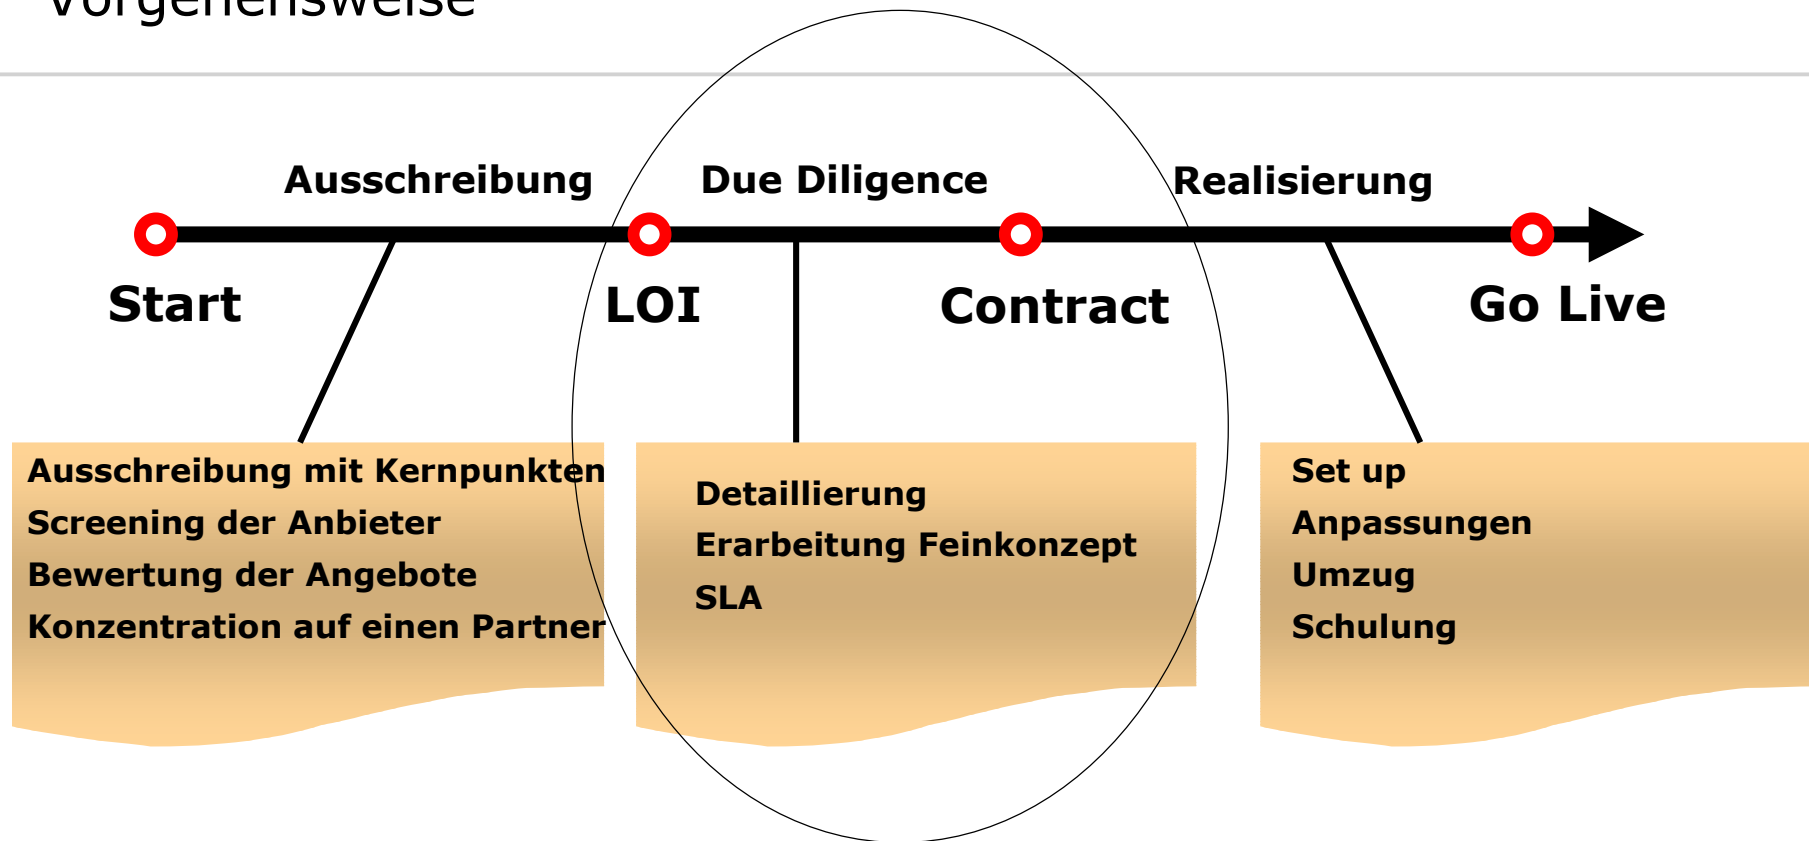 Vorgehensweise
Ausschreibung
Due Diligence
Realisierung
Start
LOI
Contract
Go Live
Ausschreibung mit Kernpunkten
Screening der Anbieter
Bewertung der Angebote
Konzentration auf einen Partner
Detaillierung
Erarbeitung Feinkonzept
SLA
Set up
Anpassungen
Umzug
Schulung